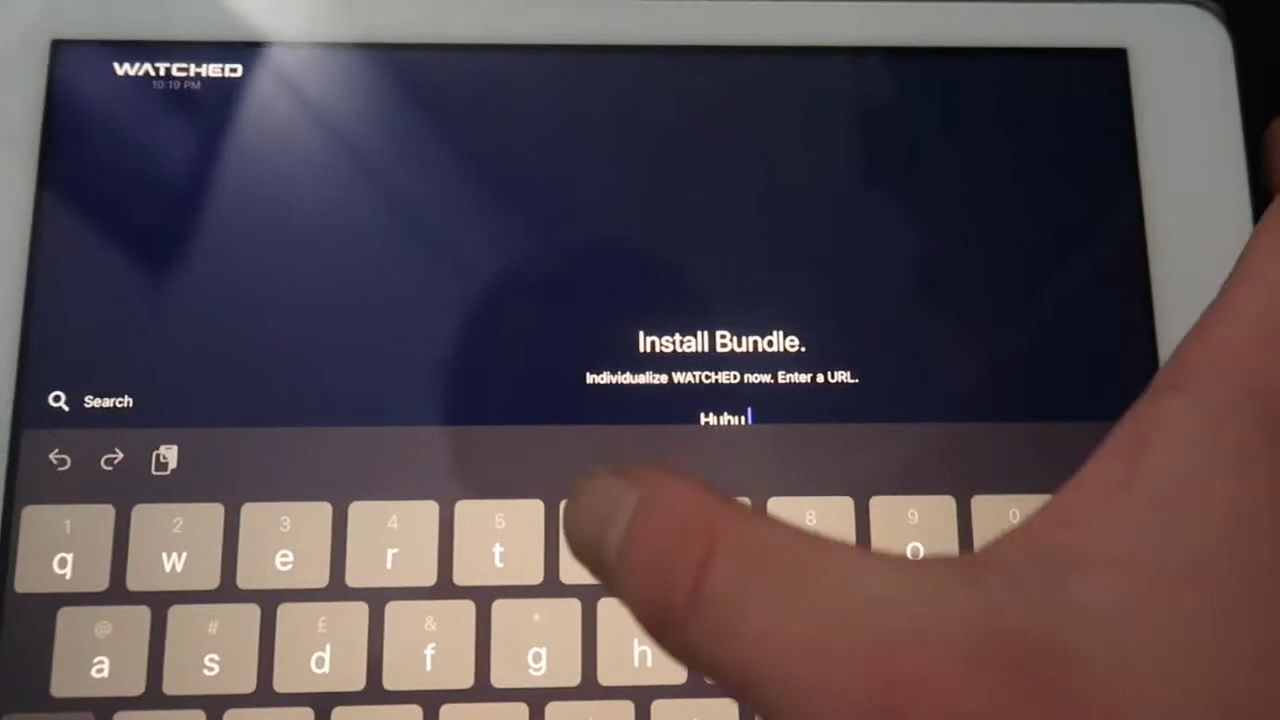 WATCHED
10:19 PM
Install Bundle.
Individualize WATCHED now. Enter a URL.
Search
Huhu
1 2 3 4 5 8 9 0
q w e r t o
@ # £ & *
a s d f g h